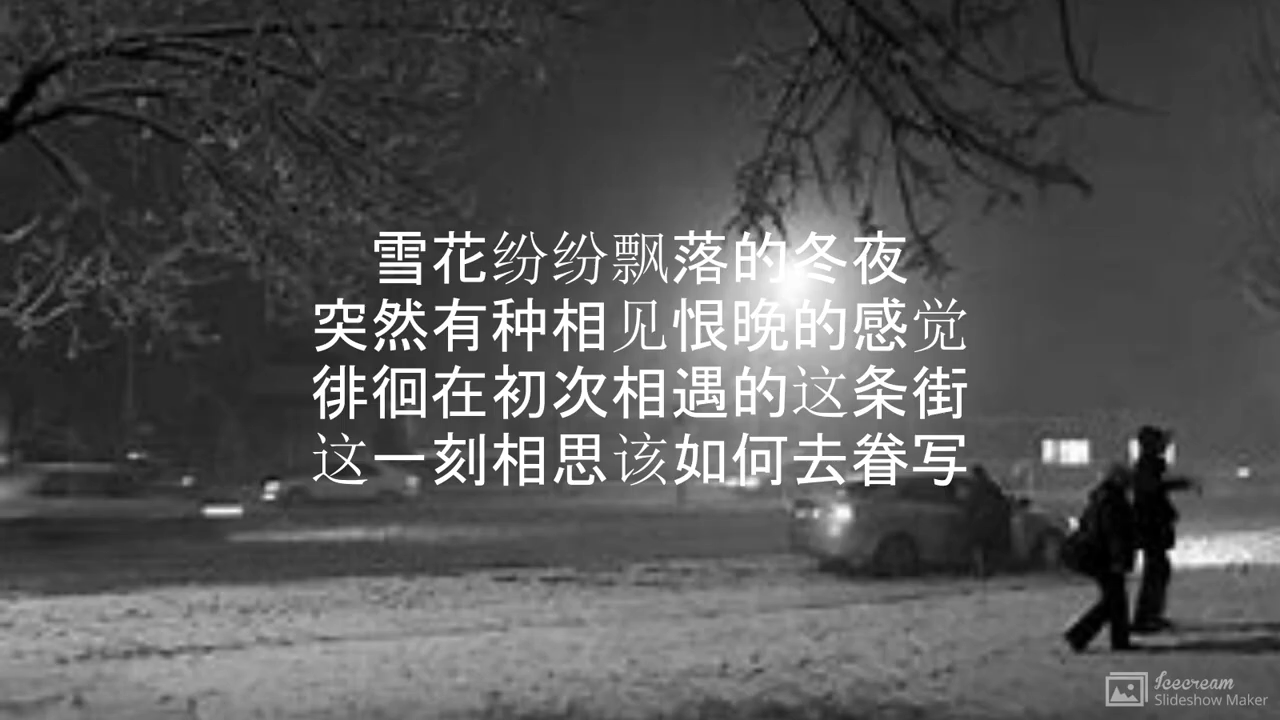 雪花纷纷飘落的冬夜
突然有种相见恨晚的感觉
徘徊在初次相遇的这条街
这一刻相思该如何去眷写
Icecream
Slideshow Maker